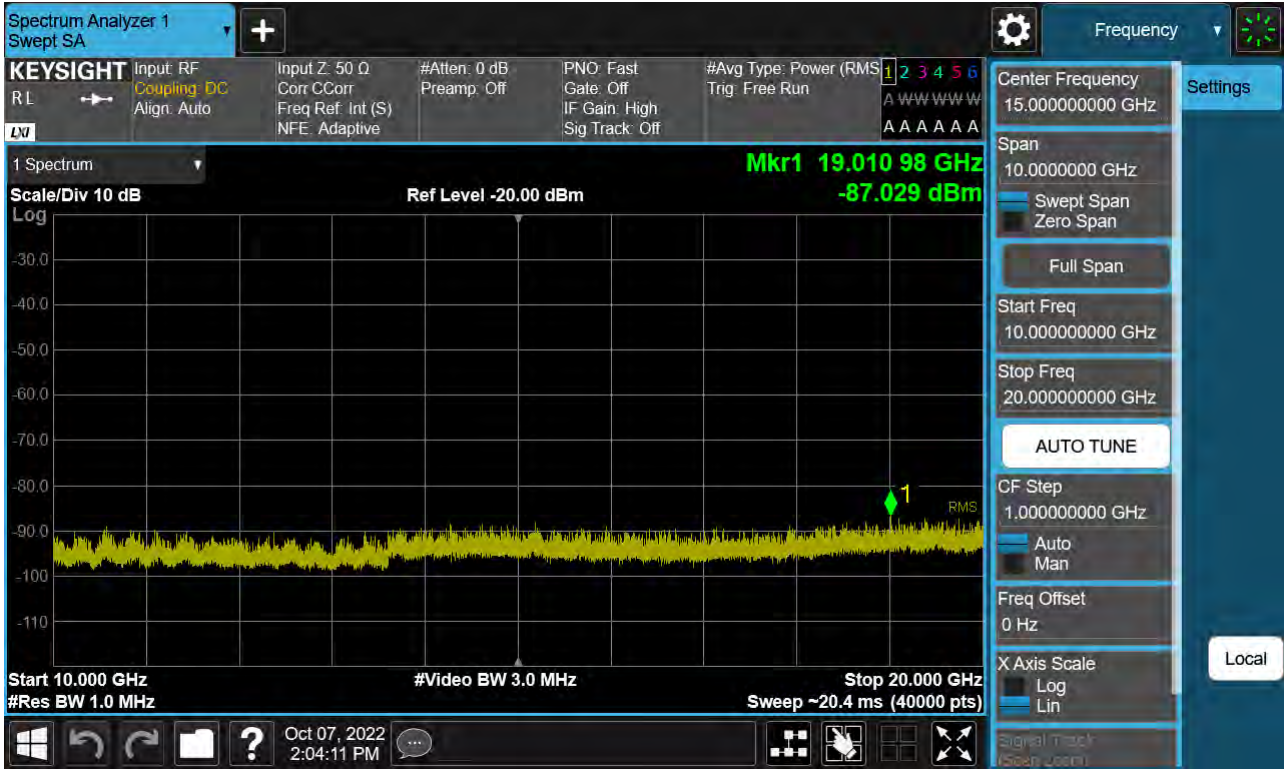 Spectrum Analyzer 1
Swept SA
+
Frequency
KEYSIGHT
R L
LXI
Input: RF
Coupling: DC
Align: Auto
Input Z: 50 Ω
Corr CCorr
Freq Ref: Int (S)
NFE: Adaptive
#Atten: 0 dB
Preamp: Off
PNO: Fast
Gate: Off
IF Gain: High
Sig Track: Off
#Avg Type: Power (RMS
Trig: Free Run
1 2 3 4 5 6
A W W W W W
A A A A A A
1 Spectrum
Scale/Div 10 dB
Log
Ref Level -20.00 dBm
Mkr1 19.010 98 GHz
-87.029 dBm
-30.0
-40.0
-50.0
-60.0
-70.0
-80.0
-90.0
-100
-110
1
RMS
Start 10.000 GHz
#Video BW 3.0 MHz
Stop 20.000 GHz
#Res BW 1.0 MHz
Sweep ~20.4 ms (40000 pts)
Center Frequency
15.000000000 GHz
Span
10.0000000 GHz
Swept Span
Zero Span
Full Span
Start Freq
10.000000000 GHz
Stop Freq
20.000000000 GHz
AUTO TUNE
CF Step
1.000000000 GHz
Auto
Man
Freq Offset
0 Hz
X Axis Scale
Log
Lin
Signal Track
(Span Zoom)
Settings
Local
?
Oct 07, 2022
2:04:11 PM